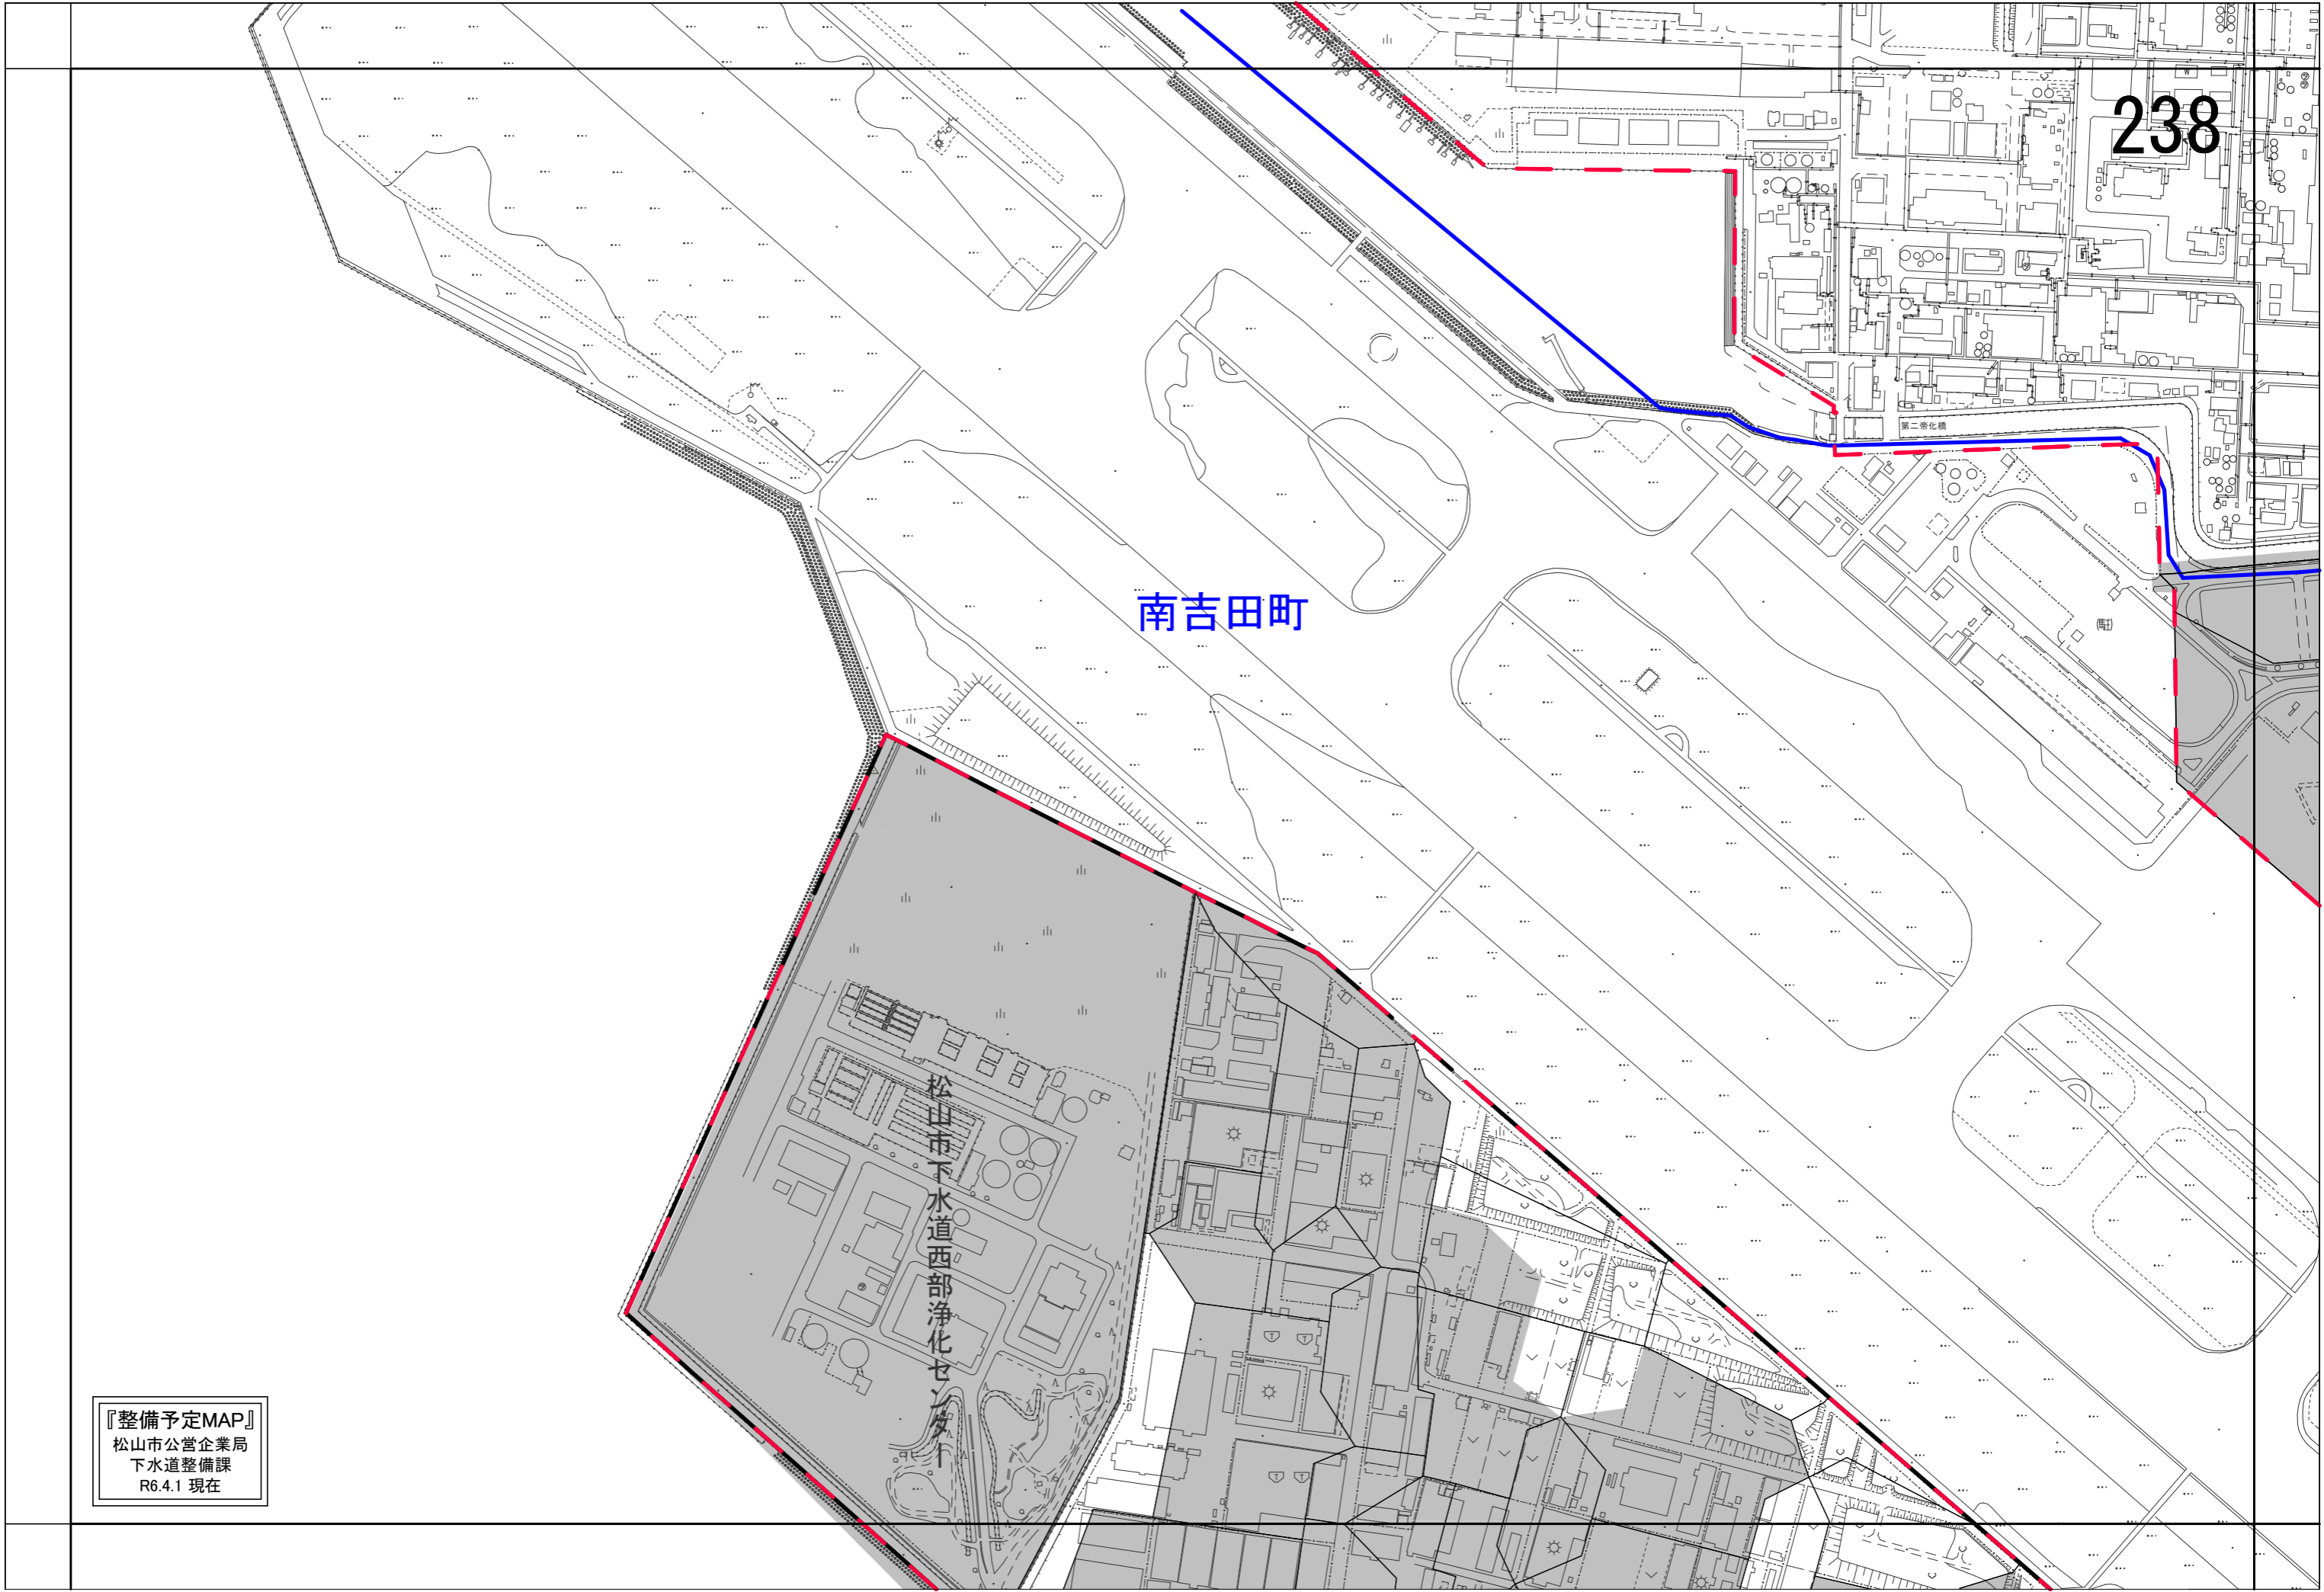 238
第二帝化橋
南吉田町
(駐)
松山市下水道西部浄化センター
『整備予定MAP』
松山市公営企業局
下水道整備課
R6.4.1 現在